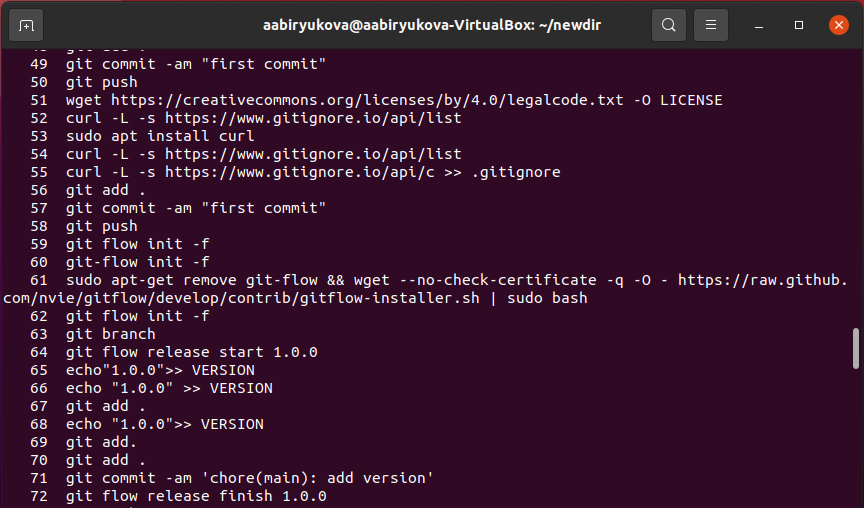 aabiryukova@aabiryukova-VirtualBox: ~/newdir
49 git commit -am "first commit"
50 git push
51 wget https://creativecommons.org/licenses/by/4.0/legalcode.txt -O LICENSE
52 curl -L -s https://www.gitignore.io/api/list
53 sudo apt install curl
54 curl -L -s https://www.gitignore.io/api/list
55 curl -L -s https://www.gitignore.io/api/c >> .gitignore
56 git add .
57 git commit -am "first commit"
58 git push
59 git flow init -f
60 git-flow init -f
61 sudo apt-get remove git-flow && wget --no-check-certificate -q -O - https://raw.github.
com/nvie/gitflow/develop/contrib/gitflow-installer.sh | sudo bash
62 git flow init -f
63 git branch
64 git flow release start 1.0.0
65 echo"1.0.0">> VERSION
66 echo "1.0.0" >> VERSION
67 git add .
68 echo "1.0.0">> VERSION
69 git add.
70 git add .
71 git commit -am 'chore(main): add version'
72 git flow release finish 1.0.0